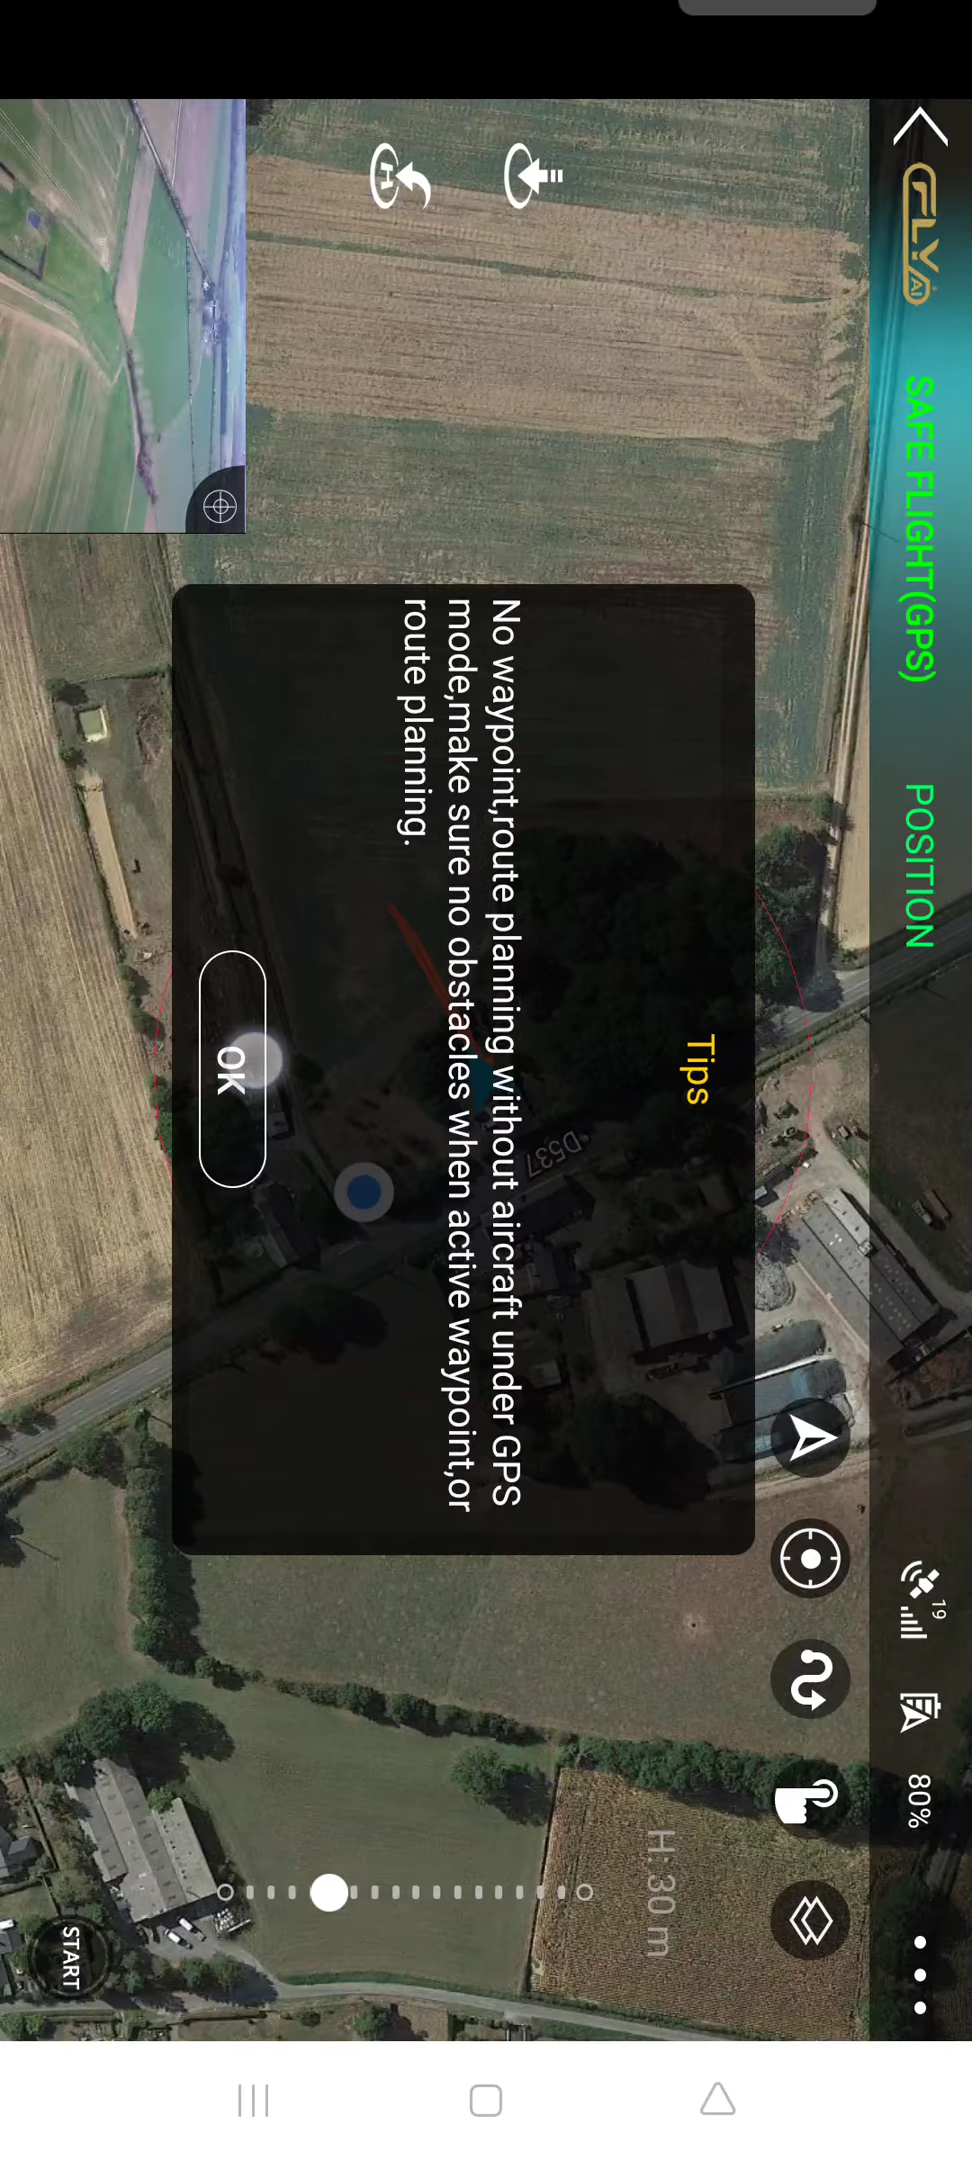 FLY AI
SAFE FLIGHT(GPS)
POSITION
19
80%
Tips
No waypoint,route planning without aircraft under GPS
mode,make sure no obstacles when active waypoint,or
route planning.
OK
D537
H:30 m
H
START